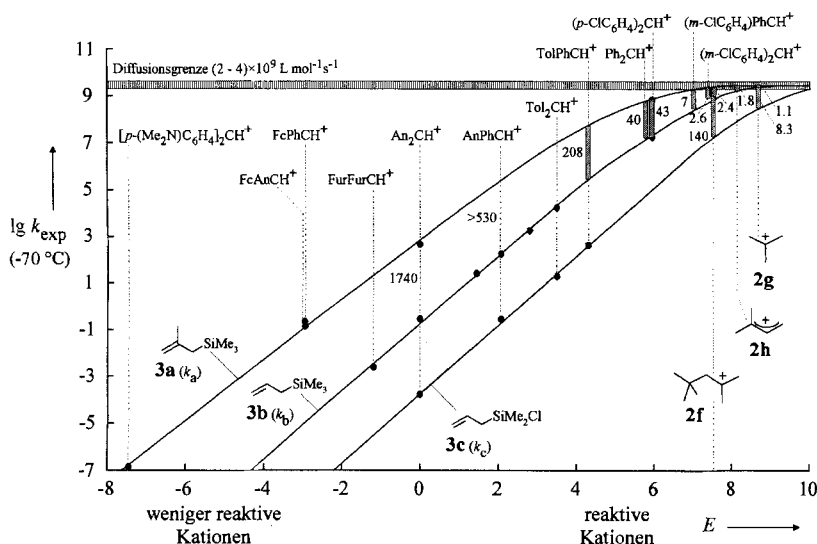 (p-ClC6H4)2CH+ (m-ClC6H4)PhCH+
TolPhCH+ Ph2CH+ (m-ClC6H4)2CH+
11
Diffusionsgrenze (2 - 4)×10⁹ L mol⁻¹s⁻¹
9
Tol2CH+
7 2.6 2.4 1.8 1.1
40 43
140 8.3
[p-(Me2N)C6H4]2CH+ FcPhCH+ An2CH+ AnPhCH+
7
208
FcAnCH+ FurFurCH+
5
lg kexp
(-70 °C)
>530
3
1740
1
2g
-1
SiMe3
3a (ka)
2h
-3
SiMe3
3b (kb)
SiMe2Cl
3c (kc)
2f
-5
-7
-8 -6 -4 -2 0 2 4 6 8 10
weniger reaktive
Kationen
reaktive
Kationen
E